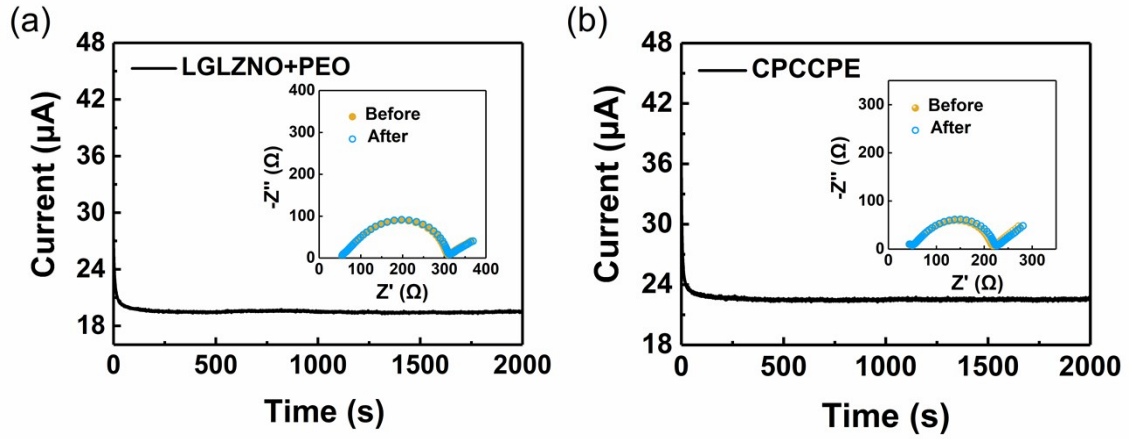 (a)
LGLZNO+PEO
Current (μA)
48
42
36
30
24
18
0
500
1000
1500
2000
Time (s)
Before
After
-Z'' (Ω)
400
300
200
100
0
0
100
200
300
400
Z' (Ω)
(b)
CPCCPE
Current (μA)
48
42
36
30
24
18
0
500
1000
1500
2000
Time (s)
Before
After
-Z'' (Ω)
300
200
100
0
0
100
200
300
Z' (Ω)